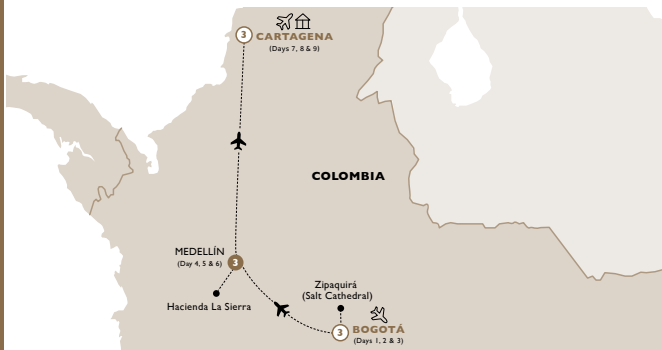 3
CARTAGENA
(Days 7, 8 & 9)
COLOMBIA
MEDELLÍN
(Day 4, 5 & 6)
3
Hacienda La Sierra
Zipaquirá
(Salt Cathedral)
3
BOGOTÁ
(Days 1, 2 & 3)